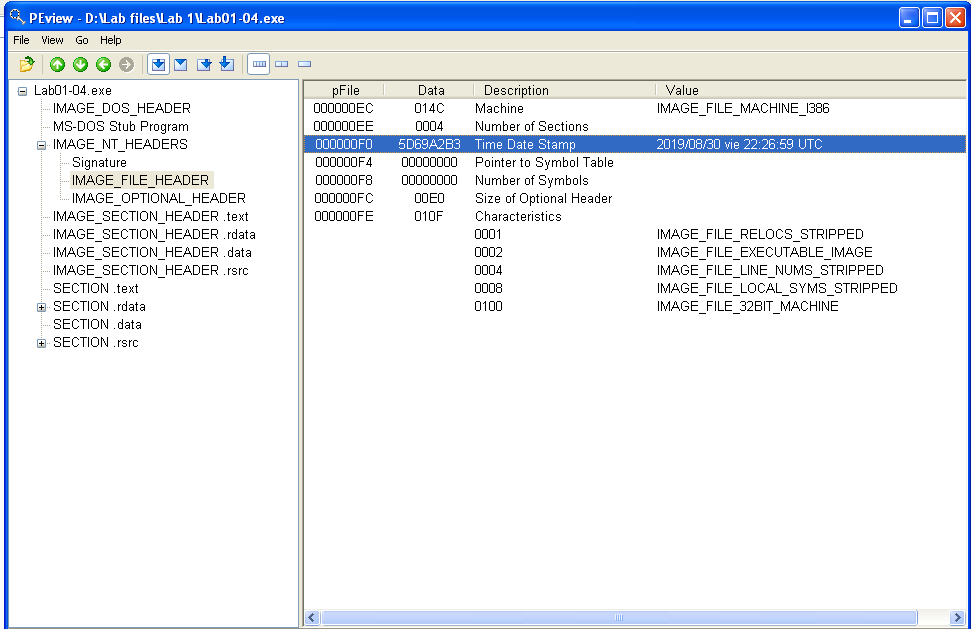 PEview - D:\Lab files\Lab 1\Lab01-04.exe
File View Go Help
Lab01-04.exe
IMAGE_DOS_HEADER
MS-DOS Stub Program
IMAGE_NT_HEADERS
Signature
IMAGE_FILE_HEADER
IMAGE_OPTIONAL_HEADER
IMAGE_SECTION_HEADER .text
IMAGE_SECTION_HEADER .rdata
IMAGE_SECTION_HEADER .data
IMAGE_SECTION_HEADER .rsrc
SECTION .text
SECTION .rdata
SECTION .data
SECTION .rsrc
pFile Data Description Value
000000EC 014C Machine IMAGE_FILE_MACHINE_I386
000000EE 0004 Number of Sections
000000F0 5D69A2B3 Time Date Stamp 2019/08/30 vie 22:26:59 UTC
000000F4 00000000 Pointer to Symbol Table
000000F8 00000000 Number of Symbols
000000FC 00E0 Size of Optional Header
000000FE 010F Characteristics
0001 IMAGE_FILE_RELOCS_STRIPPED
0002 IMAGE_FILE_EXECUTABLE_IMAGE
0004 IMAGE_FILE_LINE_NUMS_STRIPPED
0008 IMAGE_FILE_LOCAL_SYMS_STRIPPED
0100 IMAGE_FILE_32BIT_MACHINE